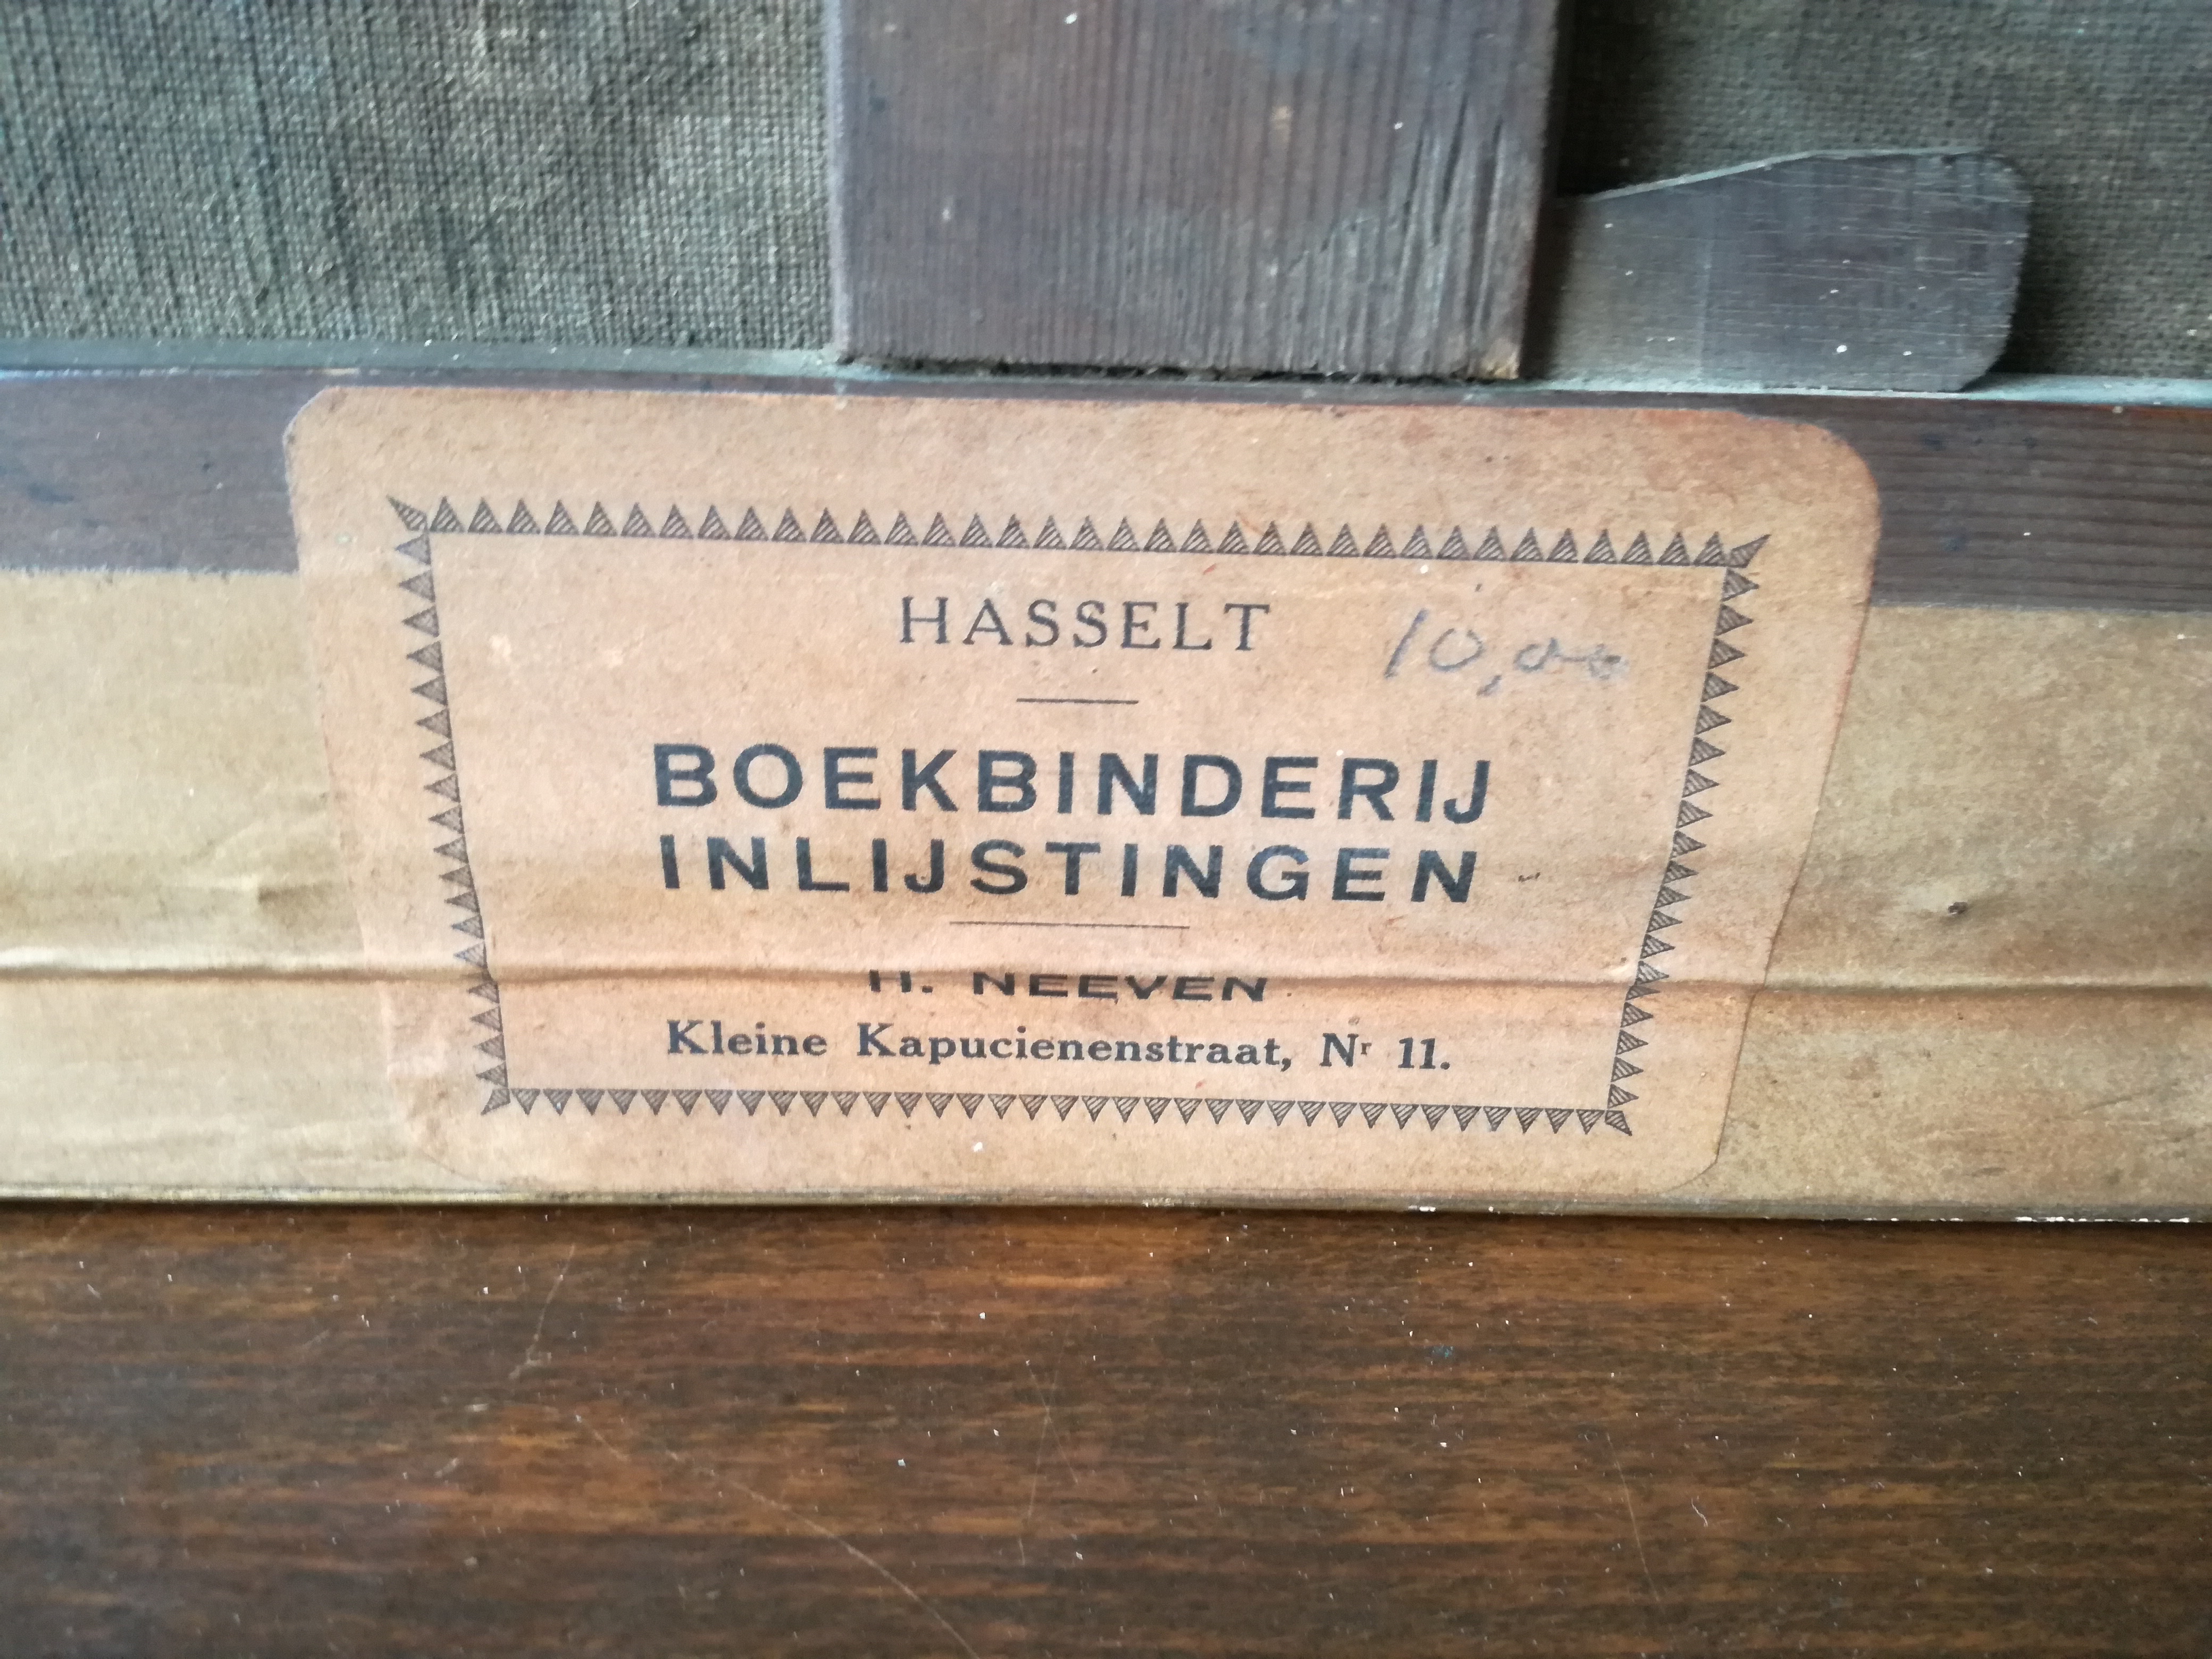 HASSELT
10,00
BOEKBINDERIJ
INLIJSTINGEN
H. NEEVEN
Kleine Kapucienenstraat, Nr 11.